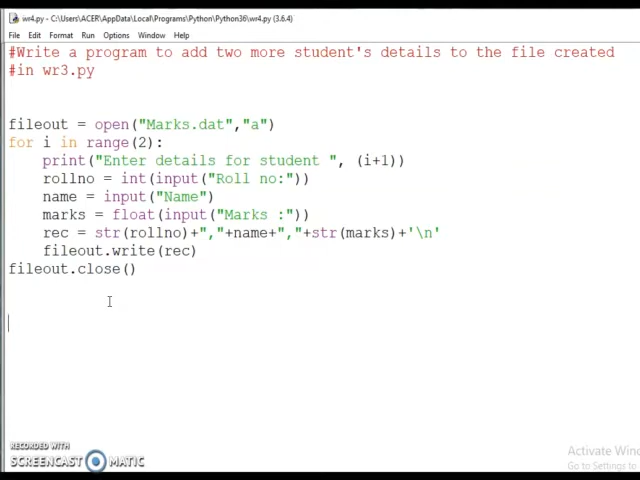 wr4.py - C:\Users\ACER\AppData\Local\Programs\Python\Python36\wr4.py (3.6.4)
File Edit Format Run Options Window Help
#Write a program to add two more student's details to the file created
#in wr3.py
fileout = open("Marks.dat","a")
for i in range(2):
    print("Enter details for student ", (i+1))
    rollno = int(input("Roll no:"))
    name = input("Name")
    marks = float(input("Marks :"))
    rec = str(rollno)+","+name+","+str(marks)+'\n'
    fileout.write(rec)
fileout.close()
RECORDED WITH
SCREENCAST MATIC
Activate Win
Go to Settings to